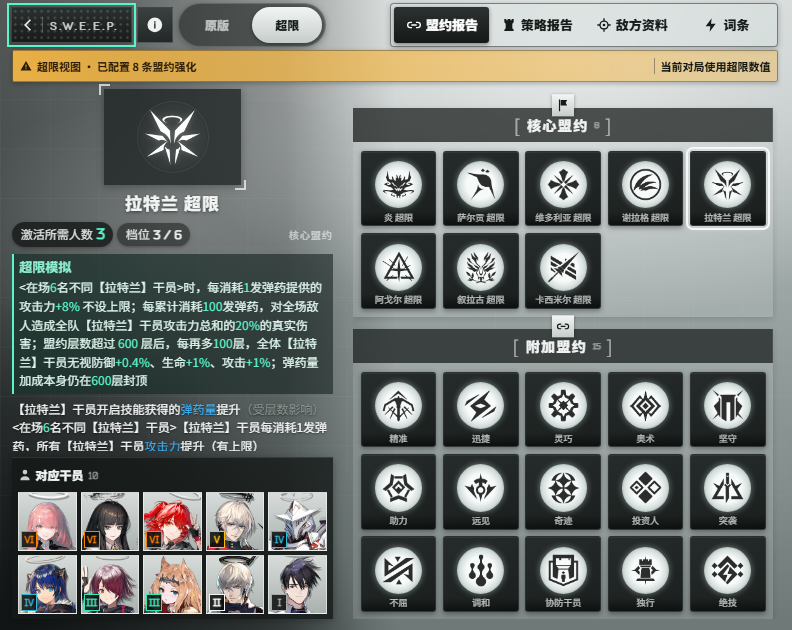 S.W.E.E.P.
原版
超限
盟约报告
策略报告
敌方资料
词条
超限视图 · 已配置 8 条盟约强化
当前对局使用超限数值
拉特兰 超限
激活所需人数 3
档位 3 / 6
核心盟约
超限模拟
<在场6名不同【拉特兰】干员>时，每消耗1发弹药提供的
攻击力+8% 不设上限；每累计消耗100发弹药，对全场敌
人造成全队【拉特兰】干员攻击力总和的20%的真实伤
害；盟约层数超过 600 层后，每再多100层，全体【拉特
兰】干员无视防御+0.4%、生命+1%、攻击+1%；弹药量
加成本身仍在600层封顶
【拉特兰】干员开启技能获得的弹药量提升（受层数影响）
<在场6名不同【拉特兰】干员>【拉特兰】干员每消耗1发弹
药，所有【拉特兰】干员攻击力提升（有上限）
对应干员 10
VI
VI
VI
V
IV
IV
III
III
II
I
[ 核心盟约 8 ]
炎 超限
萨尔贡 超限
维多利亚 超限
谢拉格 超限
拉特兰 超限
阿戈尔 超限
叙拉古 超限
卡西米尔 超限
[ 附加盟约 15 ]
精准
迅捷
灵巧
奥术
坚守
助力
远见
奇迹
投资人
突袭
不屈
调和
协防干员
独行
绝技